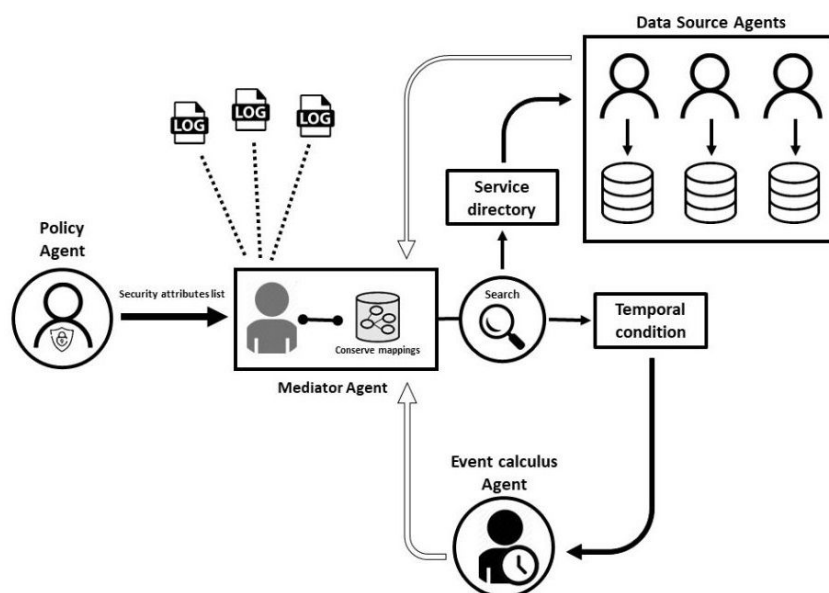 Data Source Agents
LOG
LOG
LOG
Service
directory
Policy
Agent
Security attributes list
Search
Temporal
condition
Conserve mappings
Mediator Agent
Event calculus
Agent